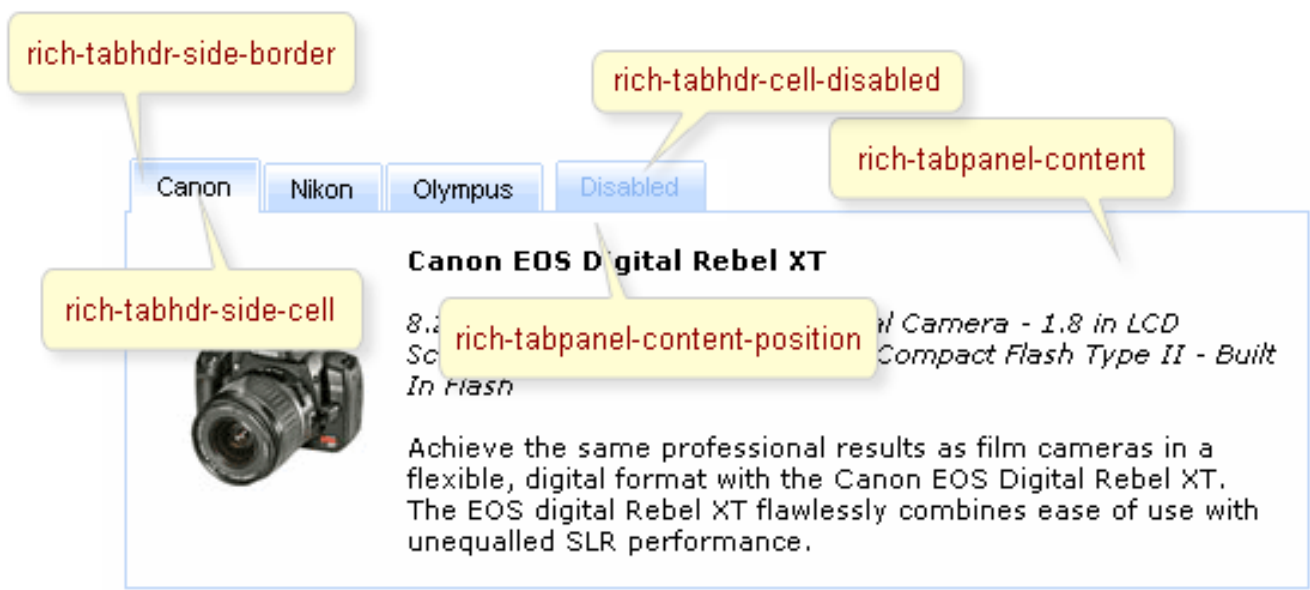 rich-tabhdr-side-border
rich-tabhdr-cell-disabled
rich-tabpanel-content
Canon Nikon Olympus Disabled
Canon EOS Digital Rebel XT
rich-tabhdr-side-cell
rich-tabpanel-content-position
8. al Camera - 1.8 in LCD
Sc Compact Flash Type II - Built
In Flash
Achieve the same professional results as film cameras in a
flexible, digital format with the Canon EOS Digital Rebel XT.
The EOS digital Rebel XT flawlessly combines ease of use with
unequalled SLR performance.